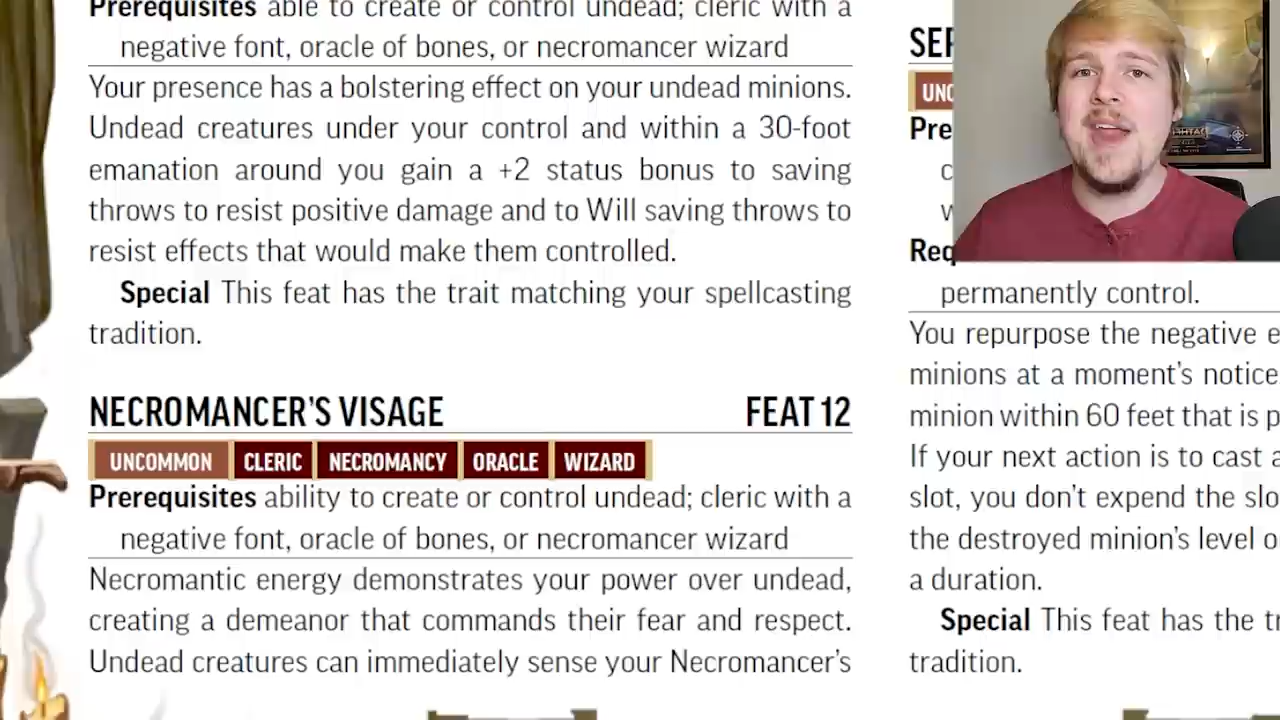 Prerequisites able to create or control undead; cleric with a
negative font, oracle of bones, or necromancer wizard
Your presence has a bolstering effect on your undead minions.
Undead creatures under your control and within a 30-foot
emanation around you gain a +2 status bonus to saving
throws to resist positive damage and to Will saving throws to
resist effects that would make them controlled.
Special This feat has the trait matching your spellcasting
tradition.
NECROMANCER'S VISAGE FEAT 12
UNCOMMON CLERIC NECROMANCY ORACLE WIZARD
Prerequisites ability to create or control undead; cleric with a
negative font, oracle of bones, or necromancer wizard
Necromantic energy demonstrates your power over undead,
creating a demeanor that commands their fear and respect.
Undead creatures can immediately sense your Necromancer's
permanently control.
You repurpose the negative
minions at a moment's notice
minion within 60 feet that is
If your next action is to cast
slot, you don't expend the
the destroyed minion's level
a duration.
Special This feat has the
tradition.